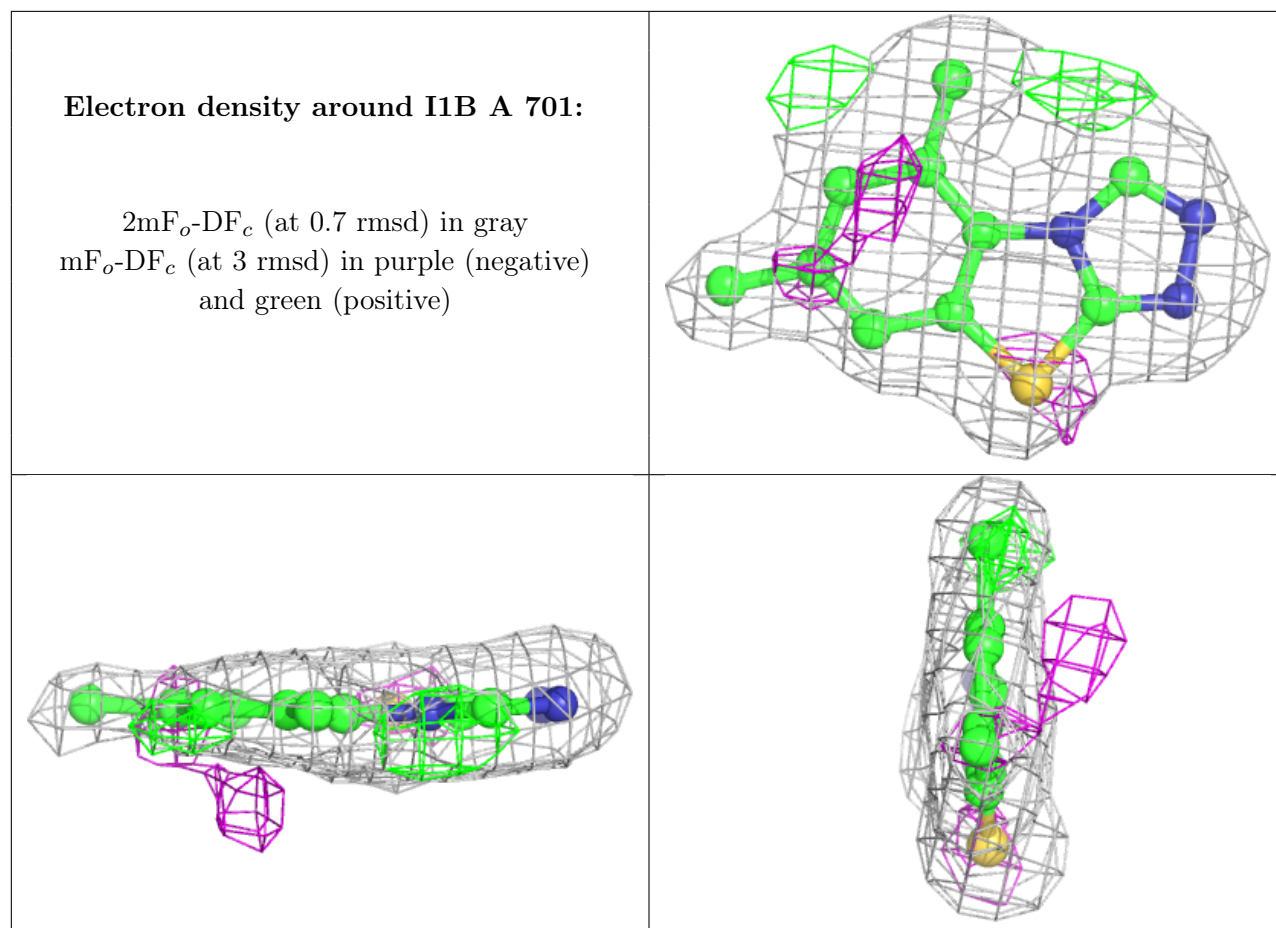 Electron density around I1B A 701:
2mFo-DFc (at 0.7 rmsd) in gray
mFo-DFc (at 3 rmsd) in purple (negative)
and green (positive)